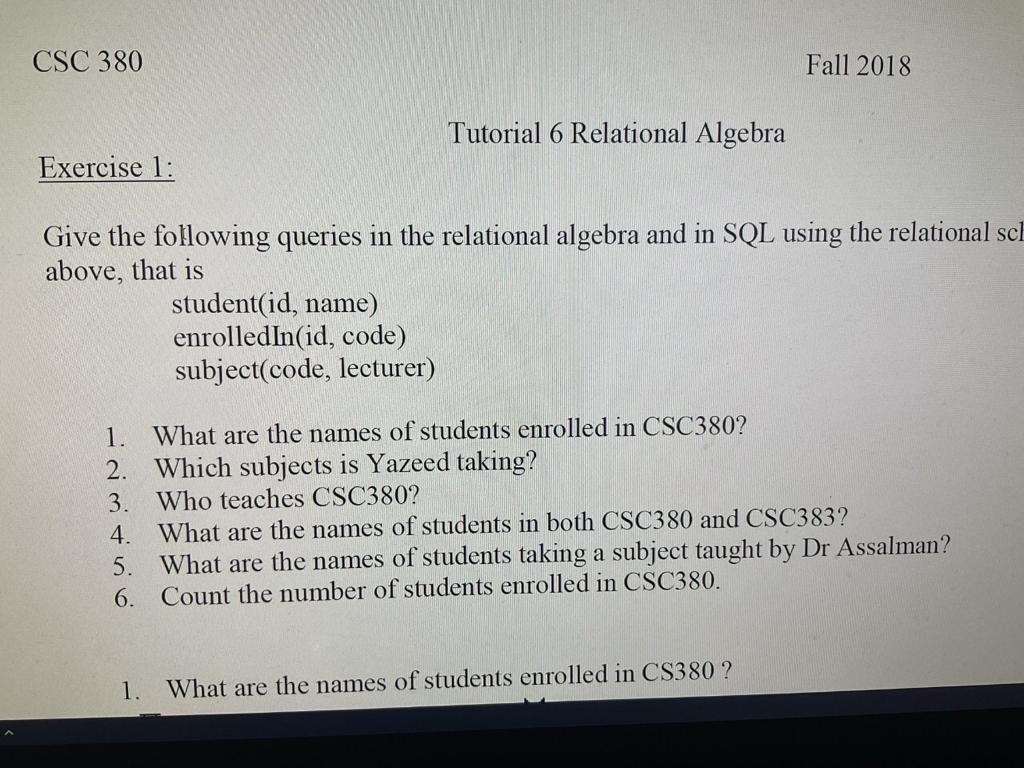 CSC 380
Fall 2018
Tutorial 6 Relational Algebra
Exercise 1:
Give the following queries in the relational algebra and in SQL using the relational
above, that is
student(id, name)
enrolledIn(id, code)
subject(code, lecturer)
1. What are the names of students enrolled in CSC380?
2. Which subjects is Yazeed taking?
3. Who teaches CSC380?
4. What are the names of students in both CSC380 and CSC383?
5. What are the names of students taking a subject taught by Dr Assalman?
6. Count the number of students enrolled in CSC380.
1. What are the names of students enrolled in CS380 ?